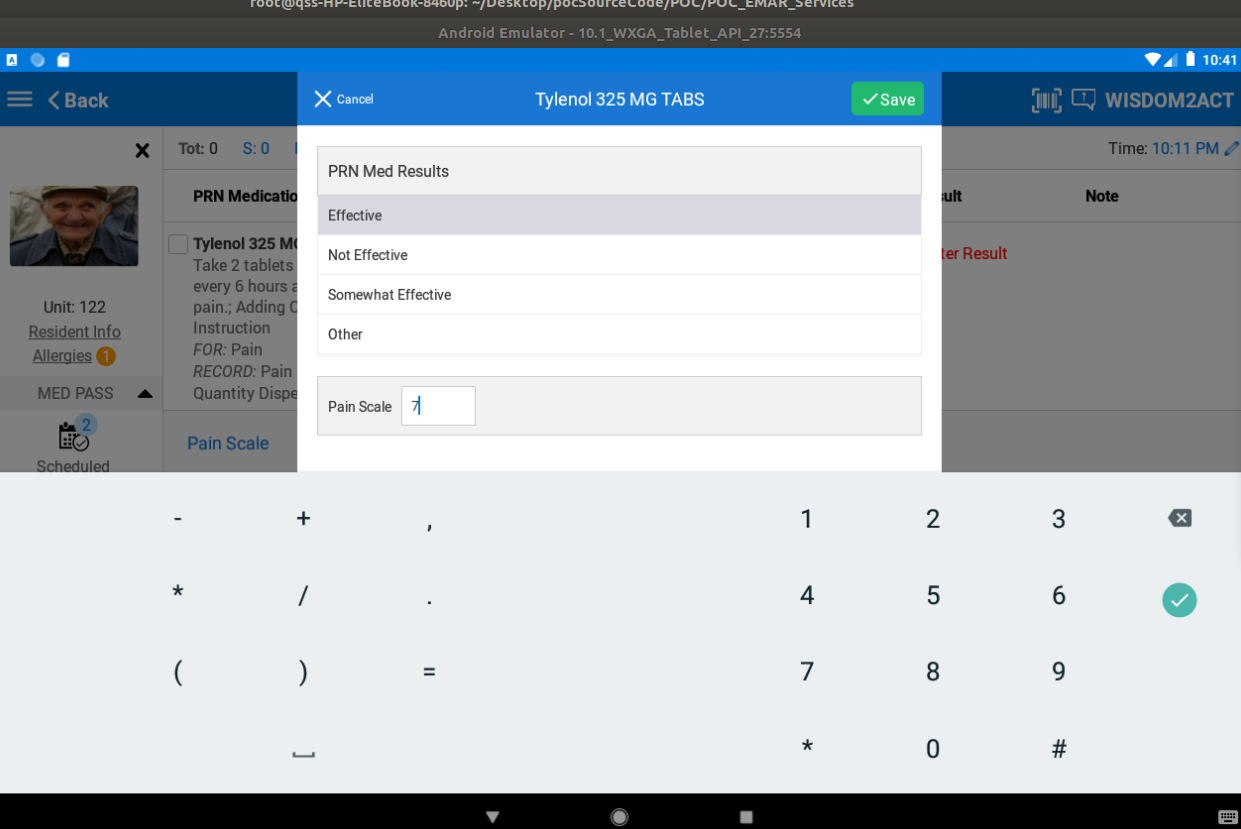 root@qss-HP-EliteBook-8460p: ~/Desktop/pocSourceCode/POC/POC_EMAR_Services
Android Emulator - 10.1_WXGA_Tablet_API_27:5554
A
10:41
Back
Cancel
Tylenol 325 MG TABS
Save
WISDOM2ACT
Tot: 0 S: 0
Time: 10:11 PM
PRN Medicatio
ult
Note
PRN Med Results
Effective
Not Effective
Somewhat Effective
Other
Tylenol 325 M
Take 2 tablets
every 6 hours a
pain.; Adding C
Instruction
FOR: Pain
RECORD: Pain
Quantity Dispe
ter Result
Unit: 122
Resident Info
Allergies 1
MED PASS
2
Scheduled
Pain Scale
Pain Scale 7
- + , 1 2 3
* / . 4 5 6
( ) = 7 8 9
* 0 #